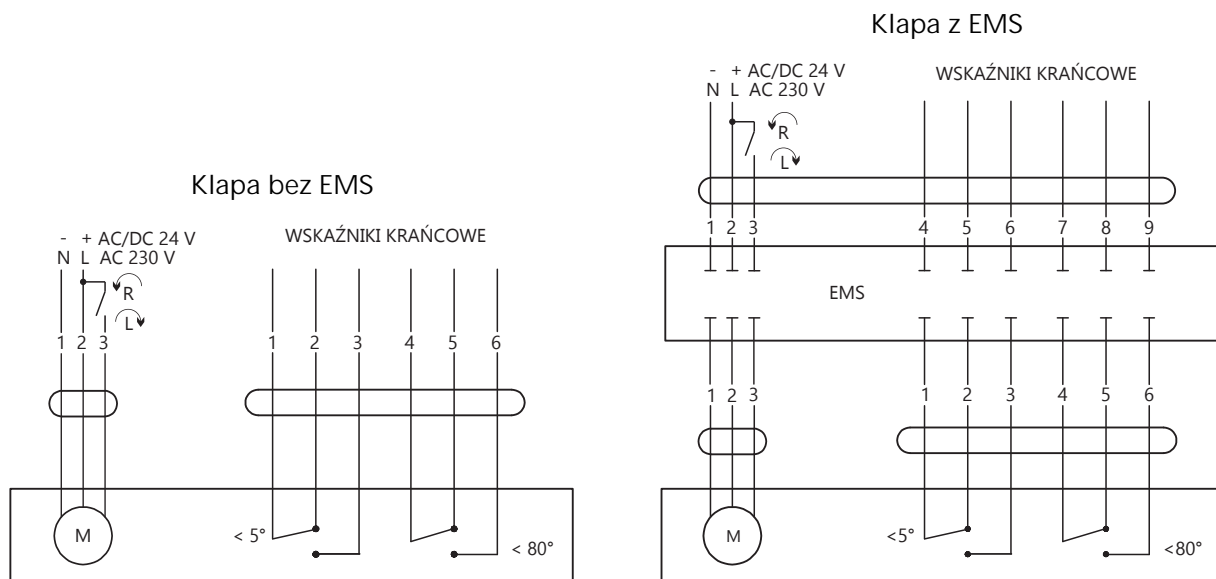 Klapa bez EMS
- + AC/DC 24 V
N L AC 230 V
WSKAŹNIKI KRAŃCOWE
R
L
1 2 3 1 2 3 4 5 6
M
< 5°
< 80°
Klapa z EMS
- + AC/DC 24 V
N L AC 230 V
WSKAŹNIKI KRAŃCOWE
R
L
1 2 3 4 5 6 7 8 9
EMS
1 2 3 1 2 3 4 5 6
M
<5°
<80°